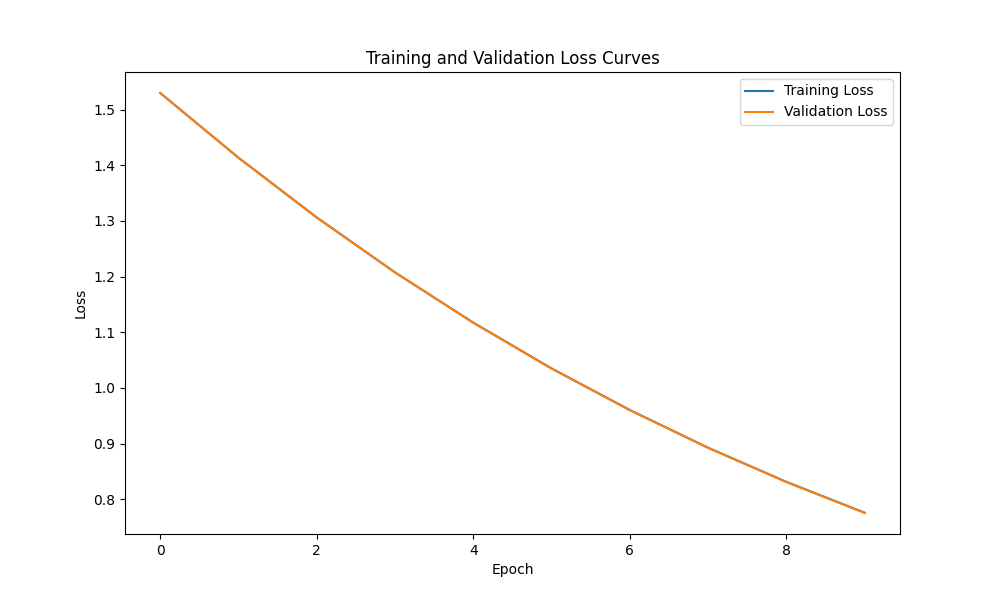 Training and Validation Loss Curves
Training Loss
Validation Loss
1.5
1.4
1.3
1.2
1.1
1.0
0.9
0.8
Loss
0 2 4 6 8
Epoch